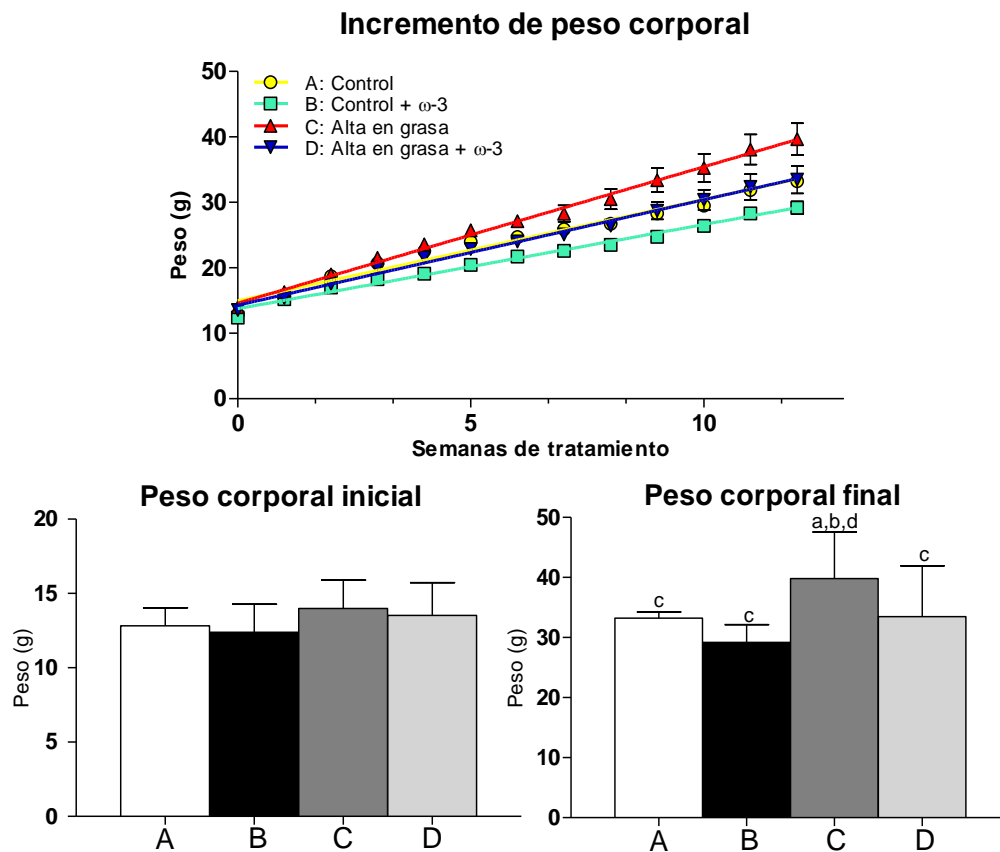 Incremento de peso corporal
50
40
30
20
10
0
Peso (g)
A: Control
B: Control + ω-3
C: Alta en grasa
D: Alta en grasa + ω-3
0 5 10
Semanas de tratamiento
Peso corporal inicial
20
15
10
5
0
Peso (g)
A B C D
Peso corporal final
50
40
30
20
10
0
Peso (g)
c c a,b,d c
A B C D